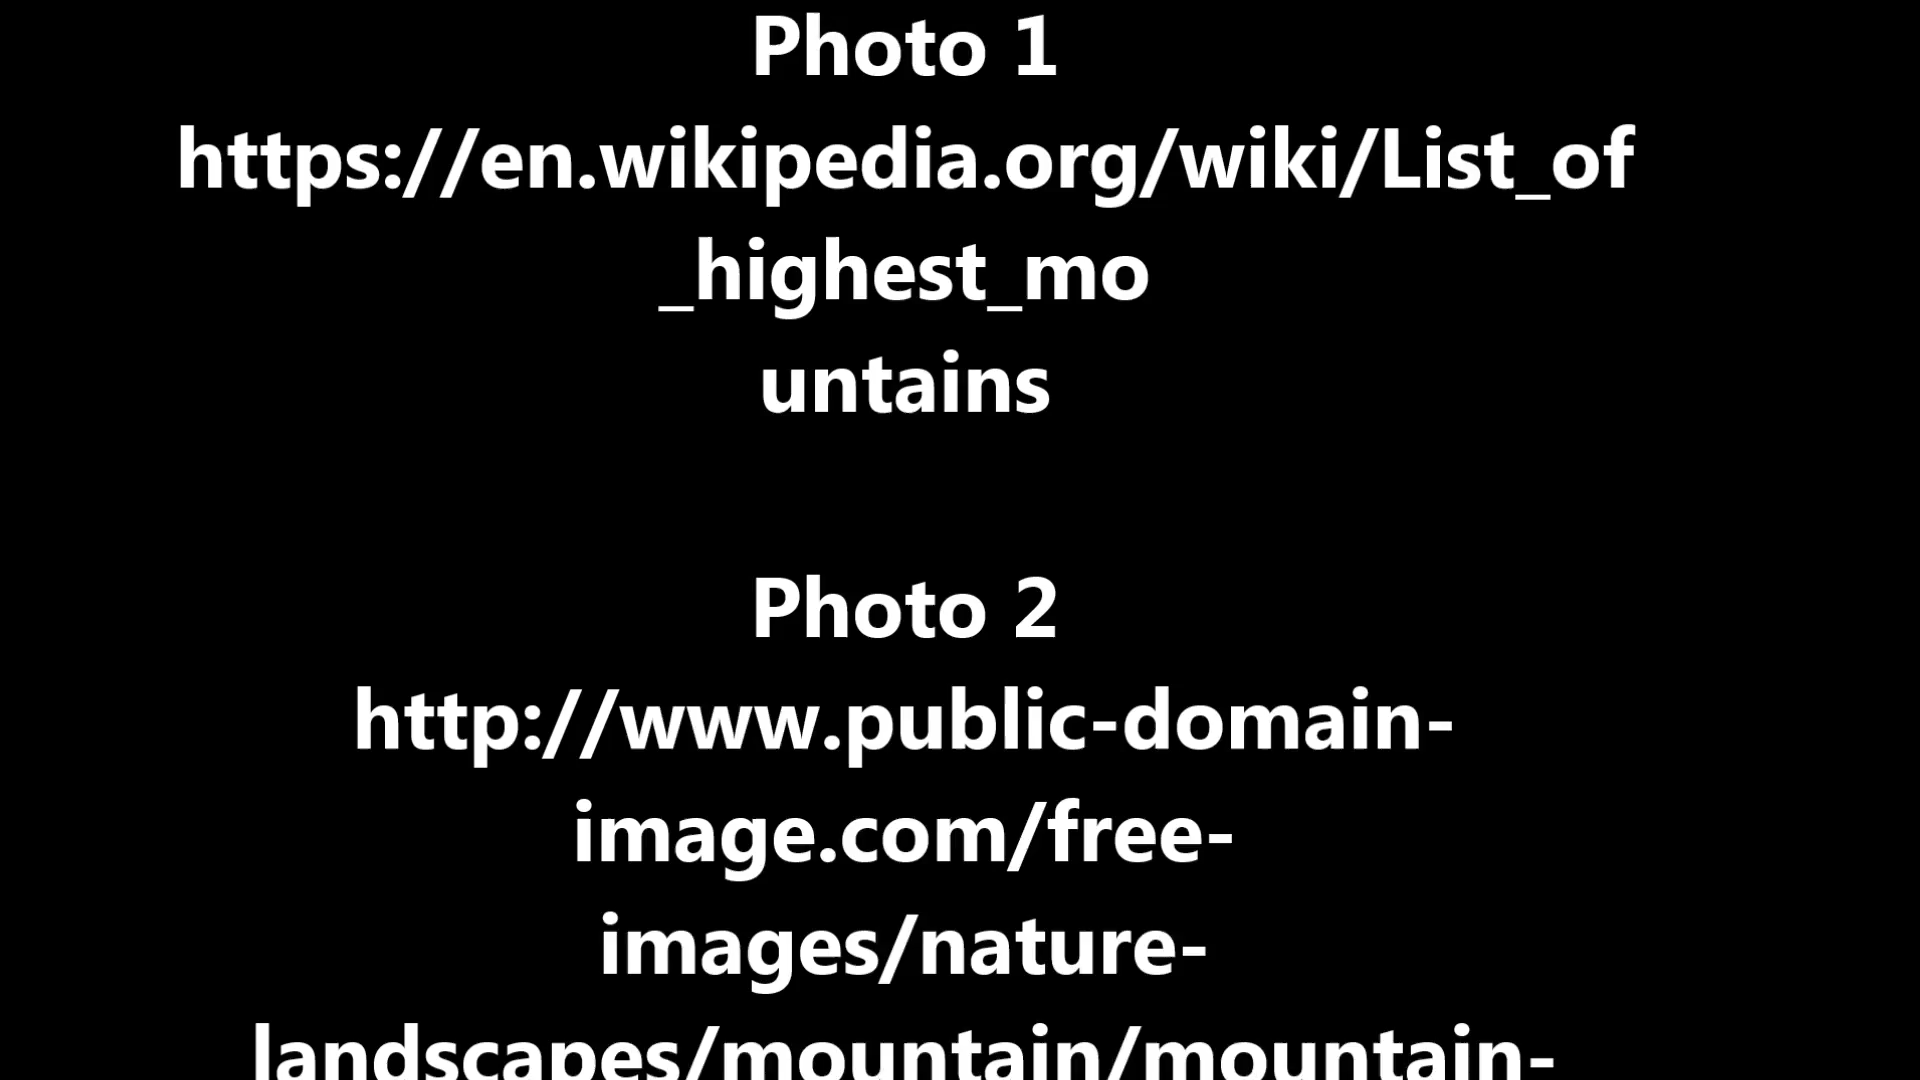 Photo 1
https://en.wikipedia.org/wiki/List_of
_highest_mo
untains
Photo 2
http://www.public-domain-
image.com/free-
images/nature-
landscapes/mountain/mountain-